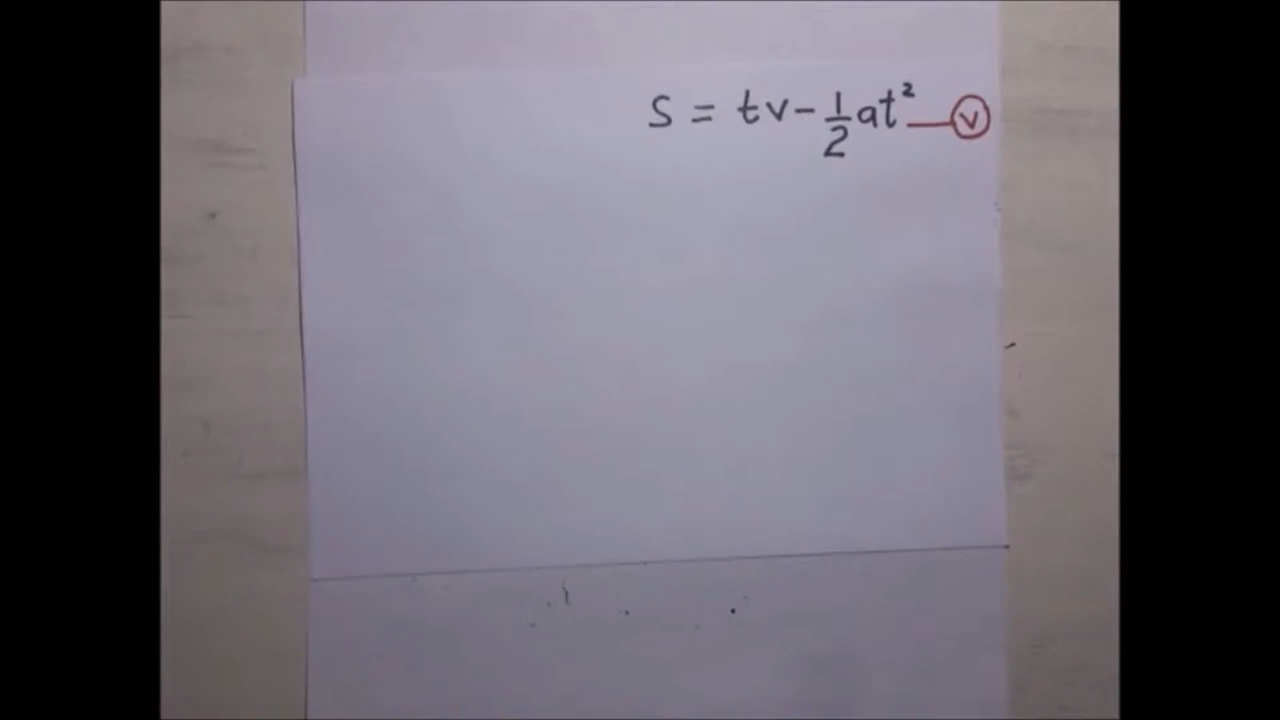 S = tv - 1/2 at² — (v)